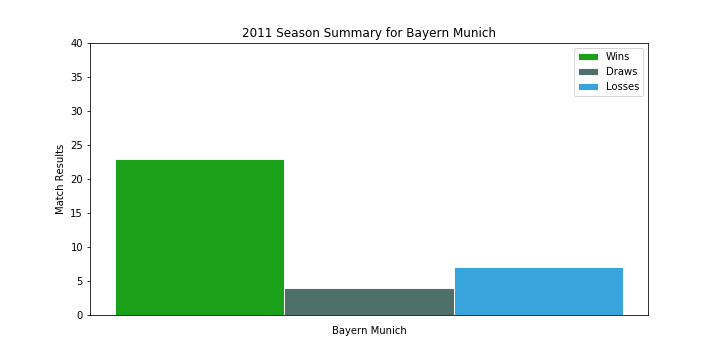 2011 Season Summary for Bayern Munich
40
35
30
25
20
15
10
5
0
Match Results
Wins
Draws
Losses
Bayern Munich